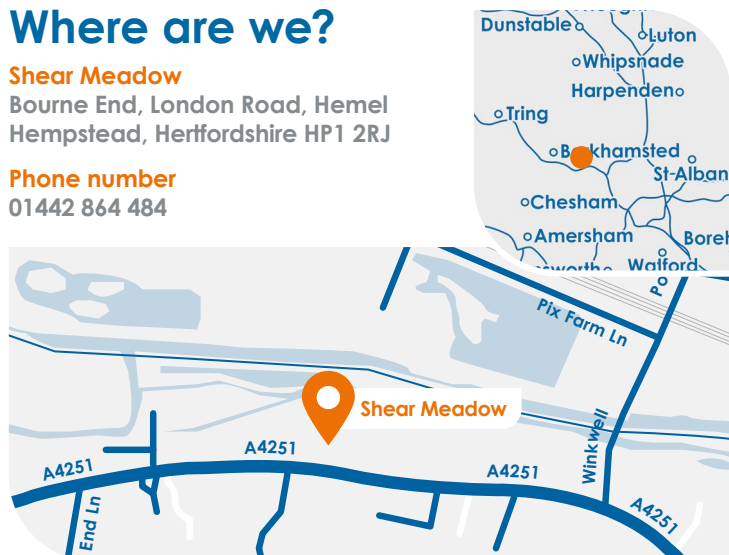 Where are we?
Shear Meadow
Bourne End, London Road, Hemel
Hempstead, Hertfordshire HP1 2RJ
Phone number
01442 864 484
Dunstable
Luton
Whipsnade
Harpenden
Tring
Berkhamsted
St Alban
Chesham
Amersham
Boreh
Watford
Pix Farm Ln
Shear Meadow
Winkwell
A4251
A4251
A4251
A4251
End Ln